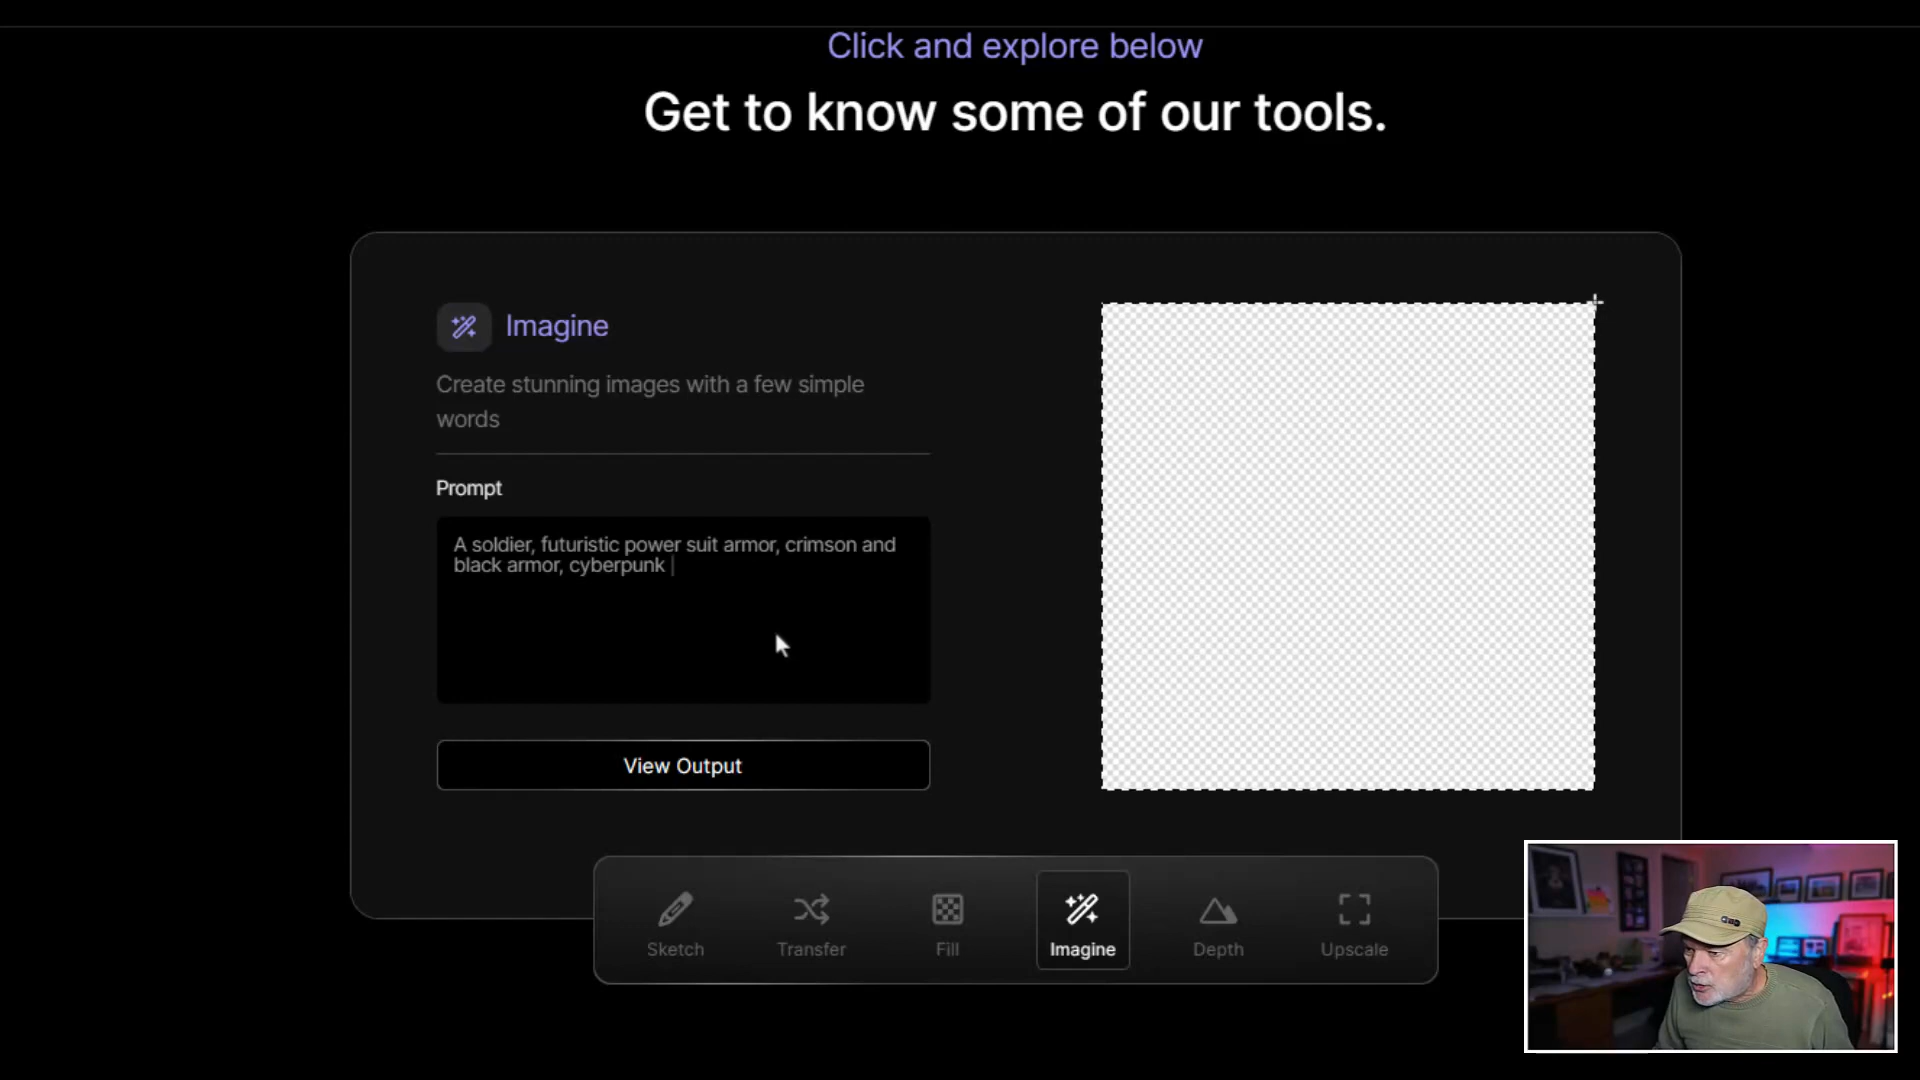 Click and explore below
Get to know some of our tools.
Imagine
Create stunning images with a few simple
words
Prompt
A soldier, futuristic power suit armor, crimson and
black armor, cyberpunk
View Output
Sketch
Transfer
Fill
Imagine
Depth
Upscale